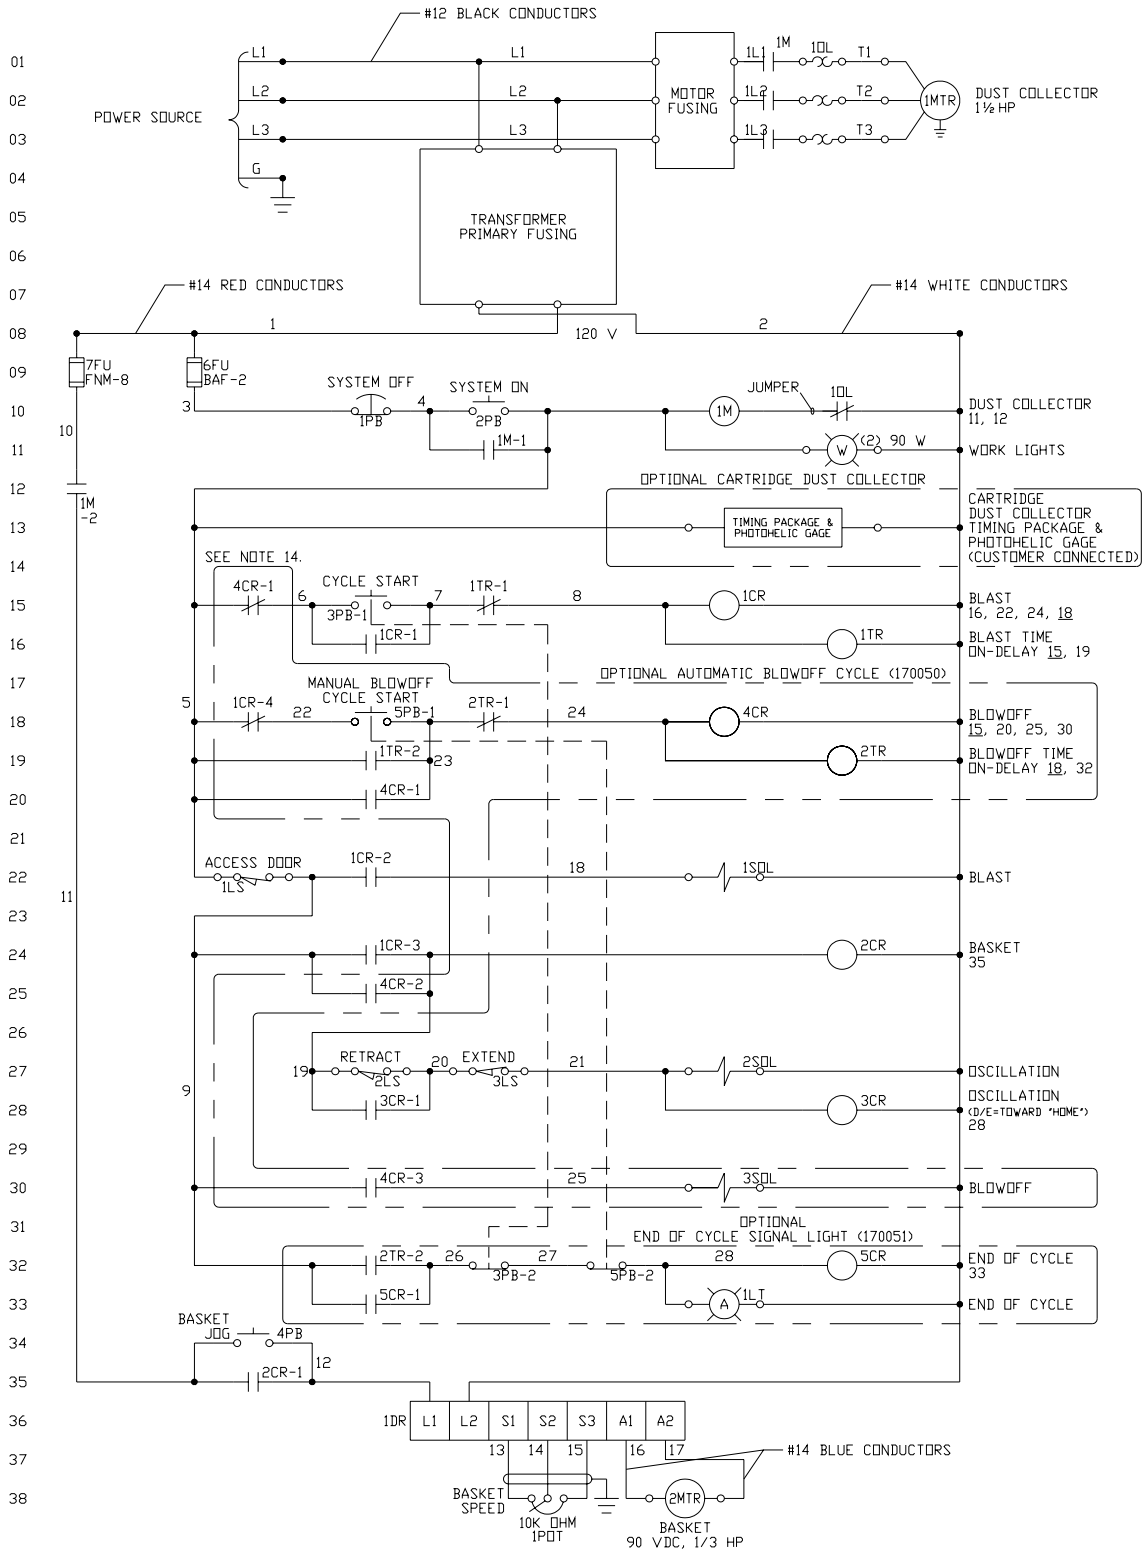 #12 BLACK CONDUCTORS
01 L1 L1 1L1 1M 1OL T1
02 L2 L2 1L2 T2
MOTOR
FUSING
1MTR
DUST COLLECTOR
1½ HP
POWER SOURCE
03 L3 L3 1L3 T3
04 G
05
TRANSFORMER
PRIMARY FUSING
06
07
#14 RED CONDUCTORS
#14 WHITE CONDUCTORS
08 1 120 V 2
09
7FU
FNM-8
6FU
BAF-2
SYSTEM OFF
SYSTEM ON
JUMPER
1OL
10 3 1PB 4 2PB 1M
DUST COLLECTOR
11, 12
10
11 1M-1 W (2) 90 W WORK LIGHTS
OPTIONAL CARTRIDGE DUST COLLECTOR
12
1M
-2
13
TIMING PACKAGE &
PHOTOHELIC GAGE
CARTRIDGE
DUST COLLECTOR
TIMING PACKAGE &
PHOTOHELIC GAGE
(CUSTOMER CONNECTED)
14
SEE NOTE 14.
CYCLE START
15 4CR-1 6 3PB-1 7 1TR-1 8 1CR
BLAST
16, 22, 24, 18
16 1CR-1 1TR
BLAST TIME
ON-DELAY 15, 19
17
OPTIONAL AUTOMATIC BLOWOFF CYCLE (170050)
MANUAL BLOWOFF
CYCLE START
5
18 1CR-4 22 5PB-1 2TR-1 24 4CR
BLOWOFF
15, 20, 25, 30
19 1TR-2 23 2TR
BLOWOFF TIME
ON-DELAY 18, 32
20 4CR-1
21
ACCESS DOOR
22 1LS 1CR-2 18 1SOL BLAST
11
23
24 1CR-3 2CR
BASKET
35
25 4CR-2
26
RETRACT
EXTEND
27 19 2LS 20 3LS 21 2SOL OSCILLATION
9
28 3CR-1 3CR
OSCILLATION
(D/E=TOWARD "HOME")
28
29
30 4CR-3 25 3SOL BLOWOFF
31
OPTIONAL
END OF CYCLE SIGNAL LIGHT (170051)
32 2TR-2 26 3PB-2 27 5PB-2 28 5CR
END OF CYCLE
33
33 5CR-1 A 1LT END OF CYCLE
BASKET
JOG
34 4PB
12
35 2CR-1
36 1DR L1 L2 S1 S2 S3 A1 A2
13 14 15 16 17
#14 BLUE CONDUCTORS
37
38
BASKET
SPEED
10K OHM
1POT
2MTR
BASKET
90 VDC, 1/3 HP